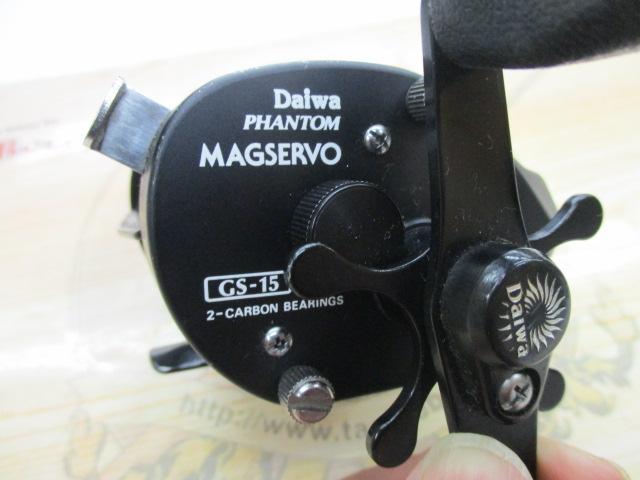 Daiwa
PHANTOM
MAGSERVO
GS-15
2-CARBON BEARINGS
Daiwa
http://www.ta